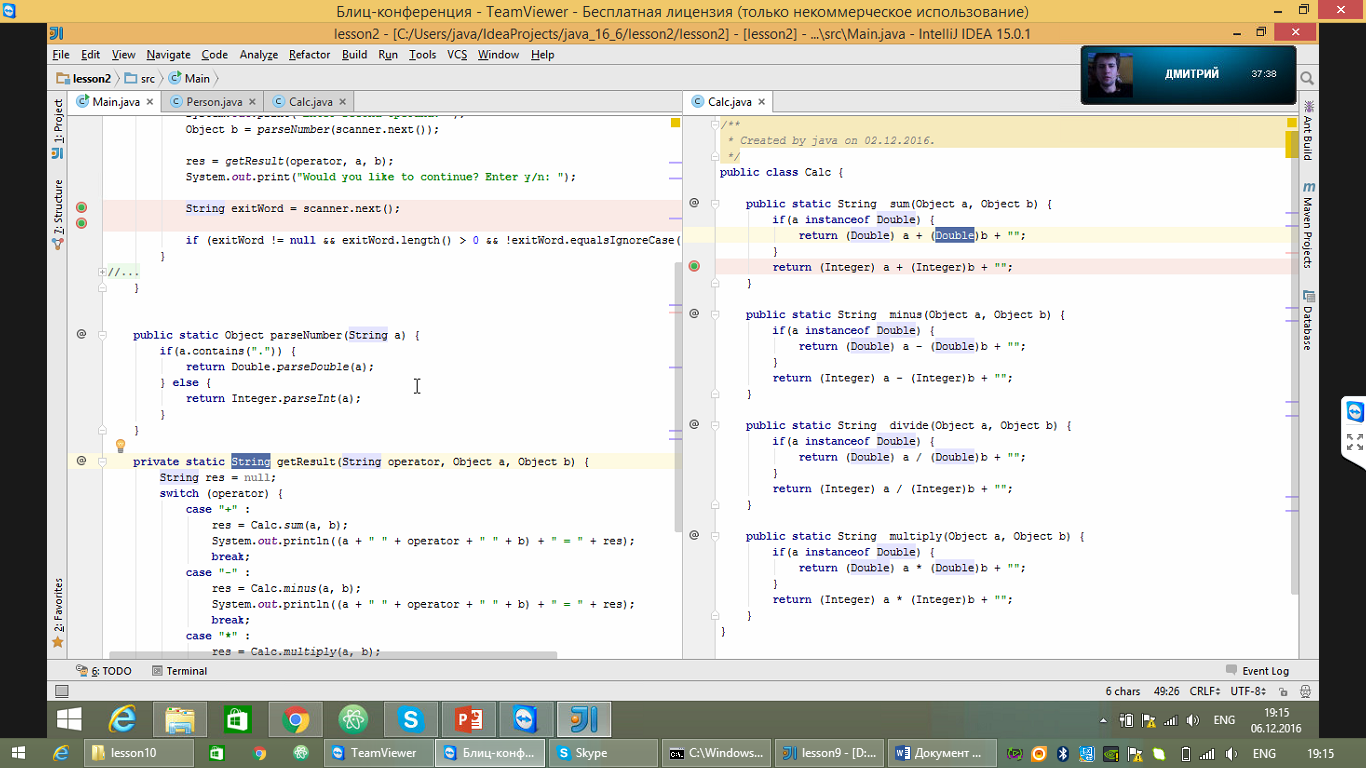 Блиц-конференция - TeamViewer - Бесплатная лицензия (только некоммерческое использование)
lesson2 - [C:/Users/java/IdeaProjects/java_16_6/lesson2/lesson2] - [lesson2] - ...\src\Main.java - IntelliJ IDEA 15.0.1
File Edit View Navigate Code Analyze Refactor Build Run Tools VCS Window Help
ДМИТРИЙ 37:38
lesson2 src Main
Main.java Person.java Calc.java
1: Project
7: Structure
2: Favorites
Object b = parseNumber(scanner.next());
res = getResult(operator, a, b);
System.out.print("Would you like to continue? Enter y/n: ");
String exitWord = scanner.next();
if (exitWord != null && exitWord.length() > 0 && !exitWord.equalsIgnoreCase(
}
//...
}
public static Object parseNumber(String a) {
if(a.contains(".")) {
return Double.parseDouble(a);
} else {
return Integer.parseInt(a);
}
}
private static String getResult(String operator, Object a, Object b) {
String res = null;
switch (operator) {
case "+" :
res = Calc.sum(a, b);
System.out.println((a + " " + operator + " " + b) + " = " + res);
break;
case "-" :
res = Calc.minus(a, b);
System.out.println((a + " " + operator + " " + b) + " = " + res);
break;
case "*" :
res = Calc.multiply(a, b);
Calc.java
/**
* Created by java on 02.12.2016.
*/
public class Calc {
public static String sum(Object a, Object b) {
if(a instanceof Double) {
return (Double) a + (Double)b + "";
}
return (Integer) a + (Integer)b + "";
}
public static String minus(Object a, Object b) {
if(a instanceof Double) {
return (Double) a - (Double)b + "";
}
return (Integer) a - (Integer)b + "";
}
public static String divide(Object a, Object b) {
if(a instanceof Double) {
return (Double) a / (Double)b + "";
}
return (Integer) a / (Integer)b + "";
}
public static String multiply(Object a, Object b) {
if(a instanceof Double) {
return (Double) a * (Double)b + "";
}
return (Integer) a * (Integer)b + "";
}
}
Ant Build
Maven Projects
Database
6: TODO Terminal Event Log
6 chars 49:26 CRLF UTF-8
ENG 19:15
06.12.2016
lesson10 TeamViewer Блиц-конф... Skype C:\Windows... lesson9 - [D:... Документ ... ENG 19:15